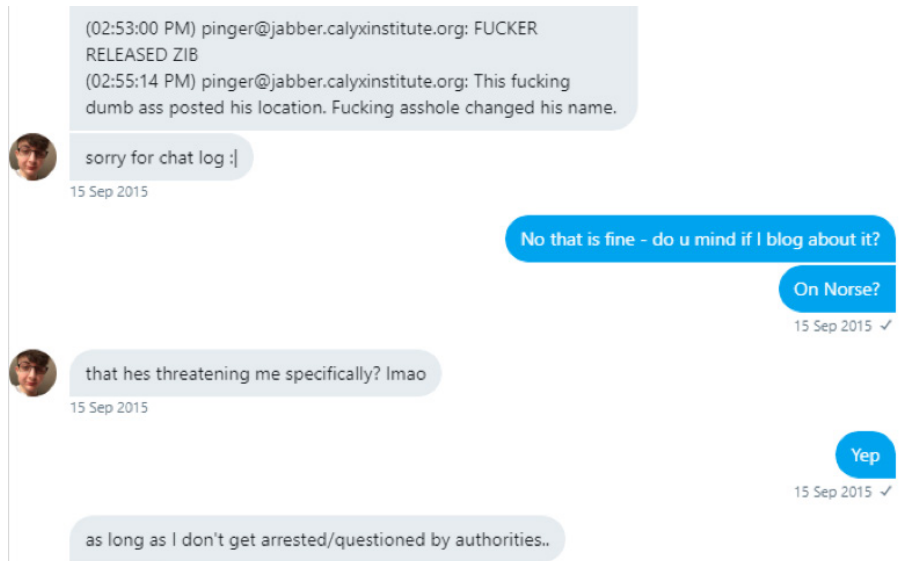 (02:53:00 PM) pinger@jabber.calyxinstitute.org: FUCKER
RELEASED ZIB
(02:55:14 PM) pinger@jabber.calyxinstitute.org: This fucking
dumb ass posted his location. Fucking asshole changed his name.
sorry for chat log :|
15 Sep 2015
No that is fine - do u mind if I blog about it?
On Norse?
15 Sep 2015 ✓
that hes threatening me specifically? lmao
15 Sep 2015
Yep
15 Sep 2015 ✓
as long as I don't get arrested/questioned by authorities..